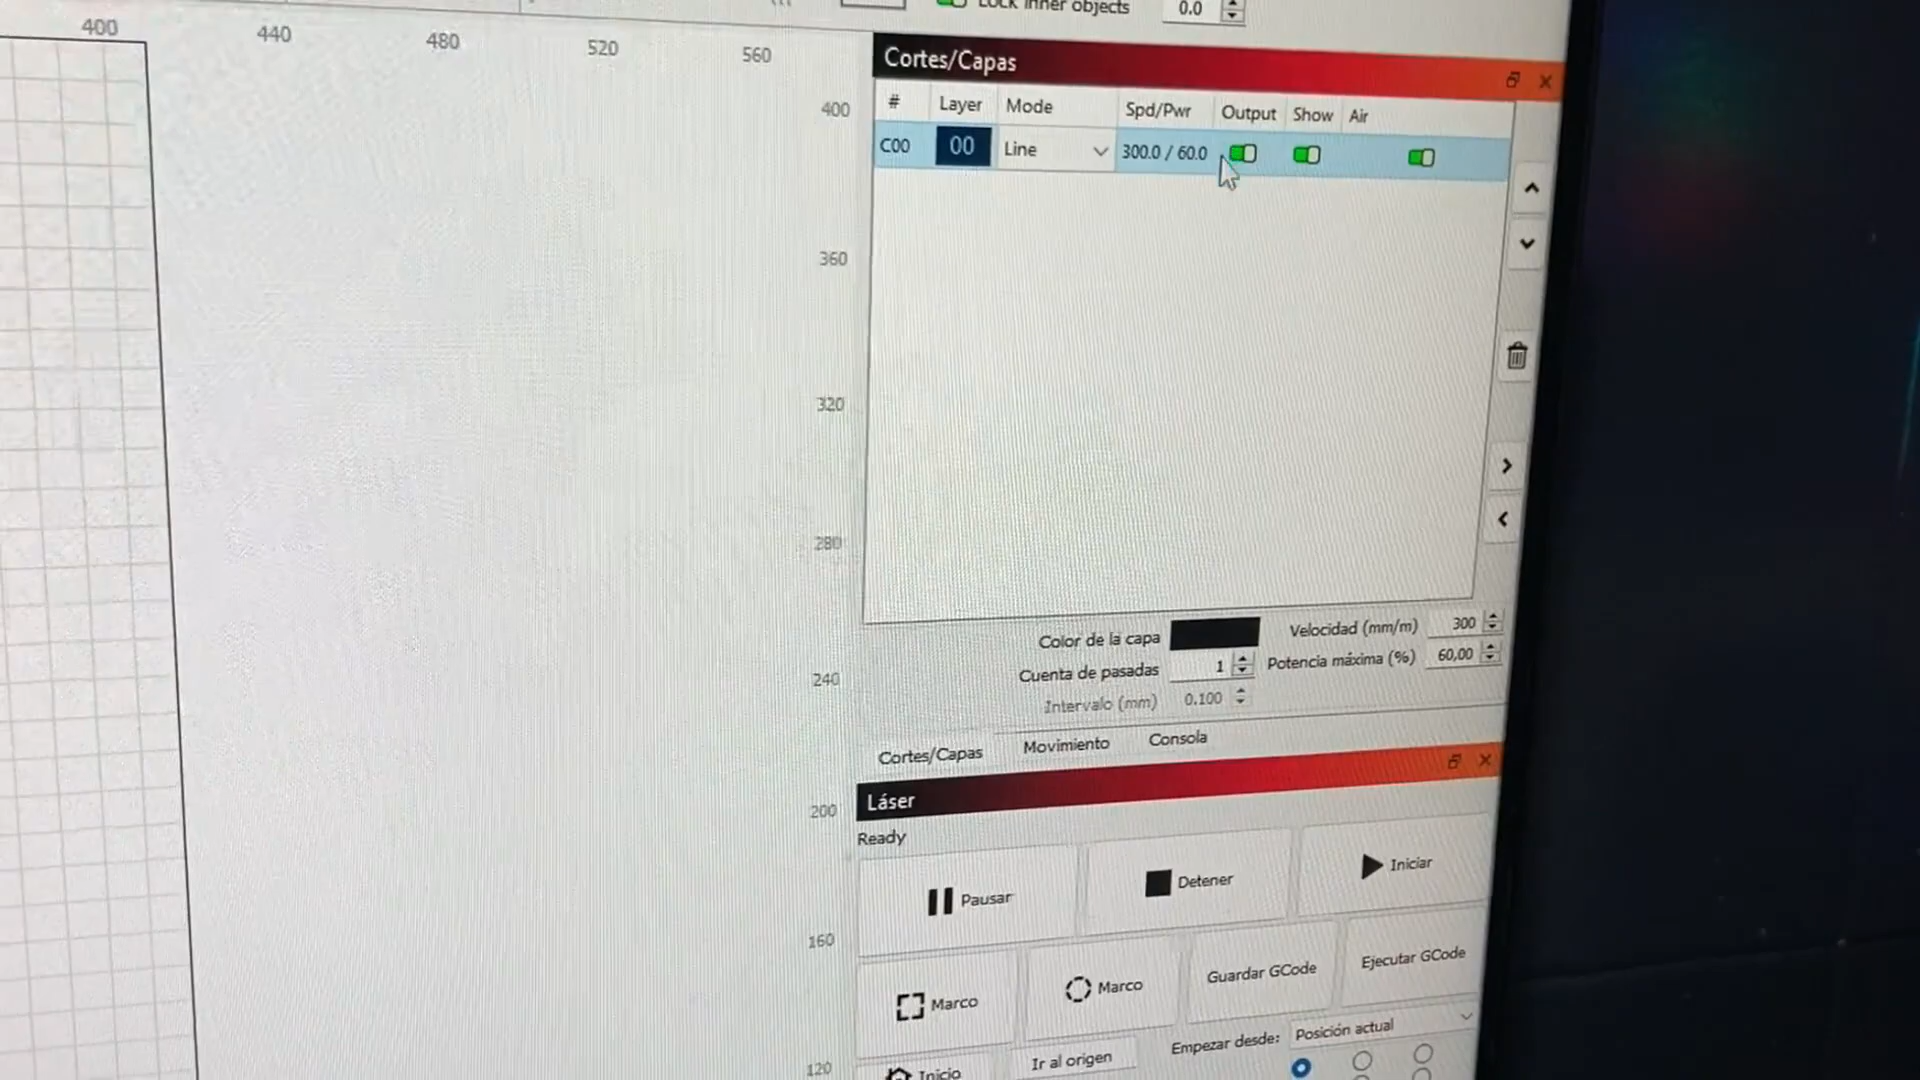 Lock inner objects 0.0
400 440 480 520 560
Cortes/Capas
# Layer Mode Spd/Pwr Output Show Air
C00 00 Line 300.0 / 60.0
400
360
320
280
240
200
160
120
Color de la capa Velocidad (mm/m) 300
Cuenta de pasadas 1 Potencia máxima (%) 60,00
Intervalo (mm) 0.100
Cortes/Capas Movimiento Consola
Láser
Ready
Pausar Detener Iniciar
Marco Marco Guardar GCode Ejecutar GCode
Inicio Ir al origen Empezar desde: Posición actual